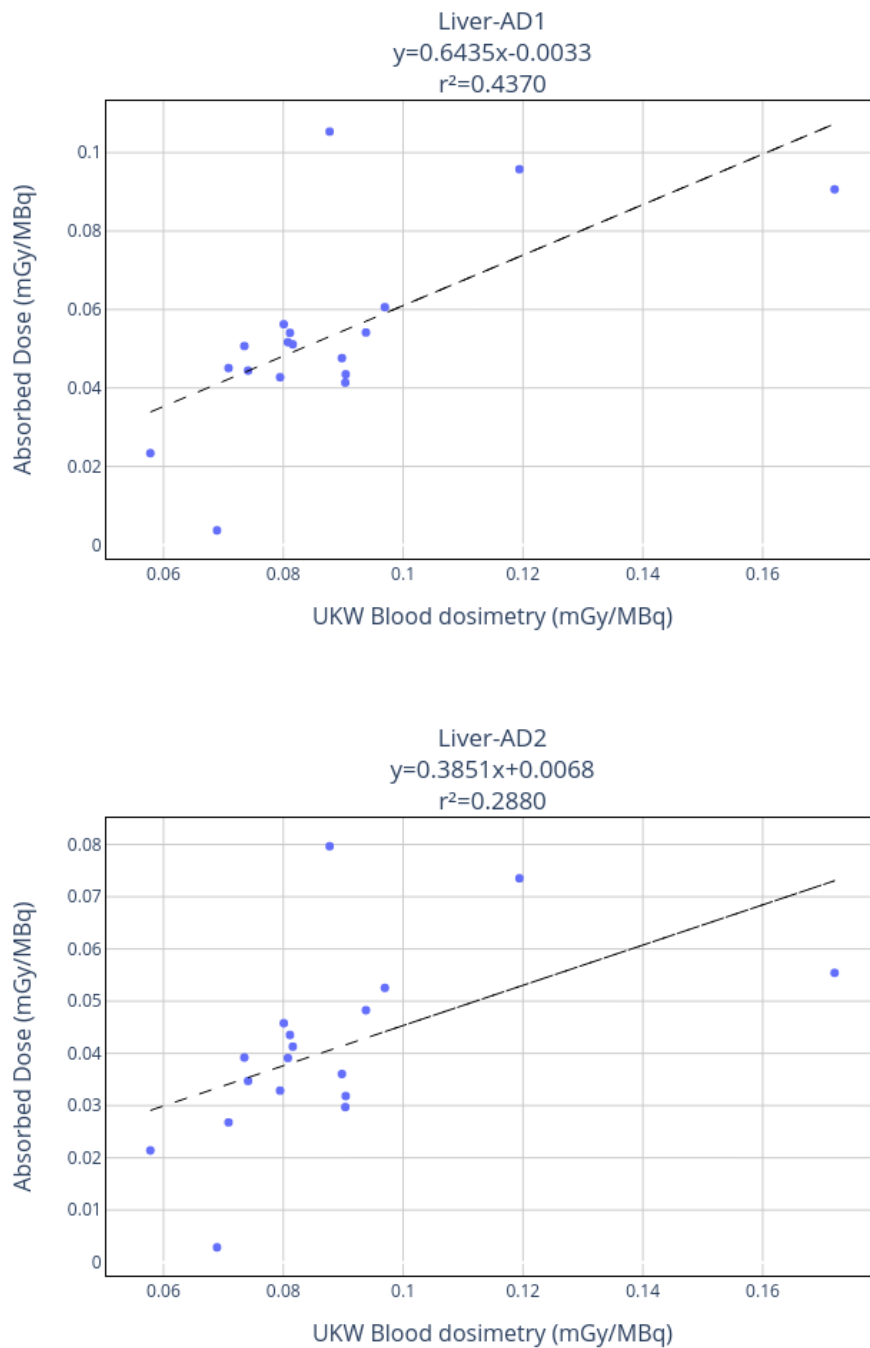 Liver-AD1
y=0.6435x-0.0033
r²=0.4370
0.1
0.08
0.06
0.04
0.02
0
Absorbed Dose (mGy/MBq)
0.06 0.08 0.1 0.12 0.14 0.16
UKW Blood dosimetry (mGy/MBq)
Liver-AD2
y=0.3851x+0.0068
r²=0.2880
0.08
0.07
0.06
0.05
0.04
0.03
0.02
0.01
0
Absorbed Dose (mGy/MBq)
0.06 0.08 0.1 0.12 0.14 0.16
UKW Blood dosimetry (mGy/MBq)